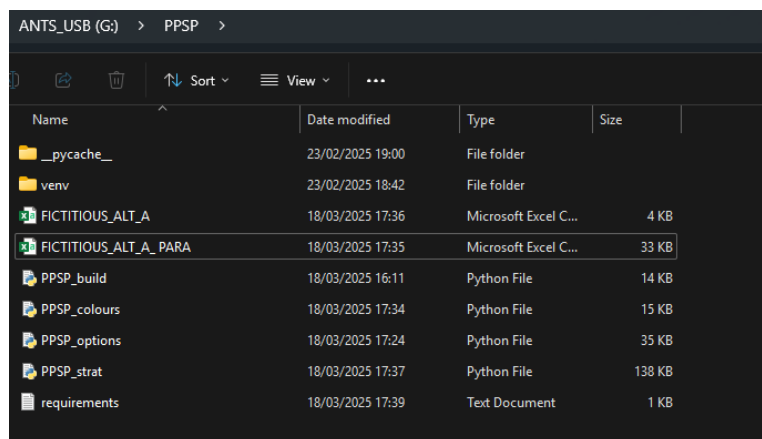 ANTS_USB (G:) > PPSP >
Sort View ...
Name Date modified Type Size
__pycache__ 23/02/2025 19:00 File folder
venv 23/02/2025 18:42 File folder
FICTITIOUS_ALT_A 18/03/2025 17:36 Microsoft Excel C... 4 KB
FICTITIOUS_ALT_A_ PARA 18/03/2025 17:35 Microsoft Excel C... 33 KB
PPSP_build 18/03/2025 16:11 Python File 14 KB
PPSP_colours 18/03/2025 17:34 Python File 15 KB
PPSP_options 18/03/2025 17:24 Python File 35 KB
PPSP_strat 18/03/2025 17:37 Python File 138 KB
requirements 18/03/2025 17:39 Text Document 1 KB